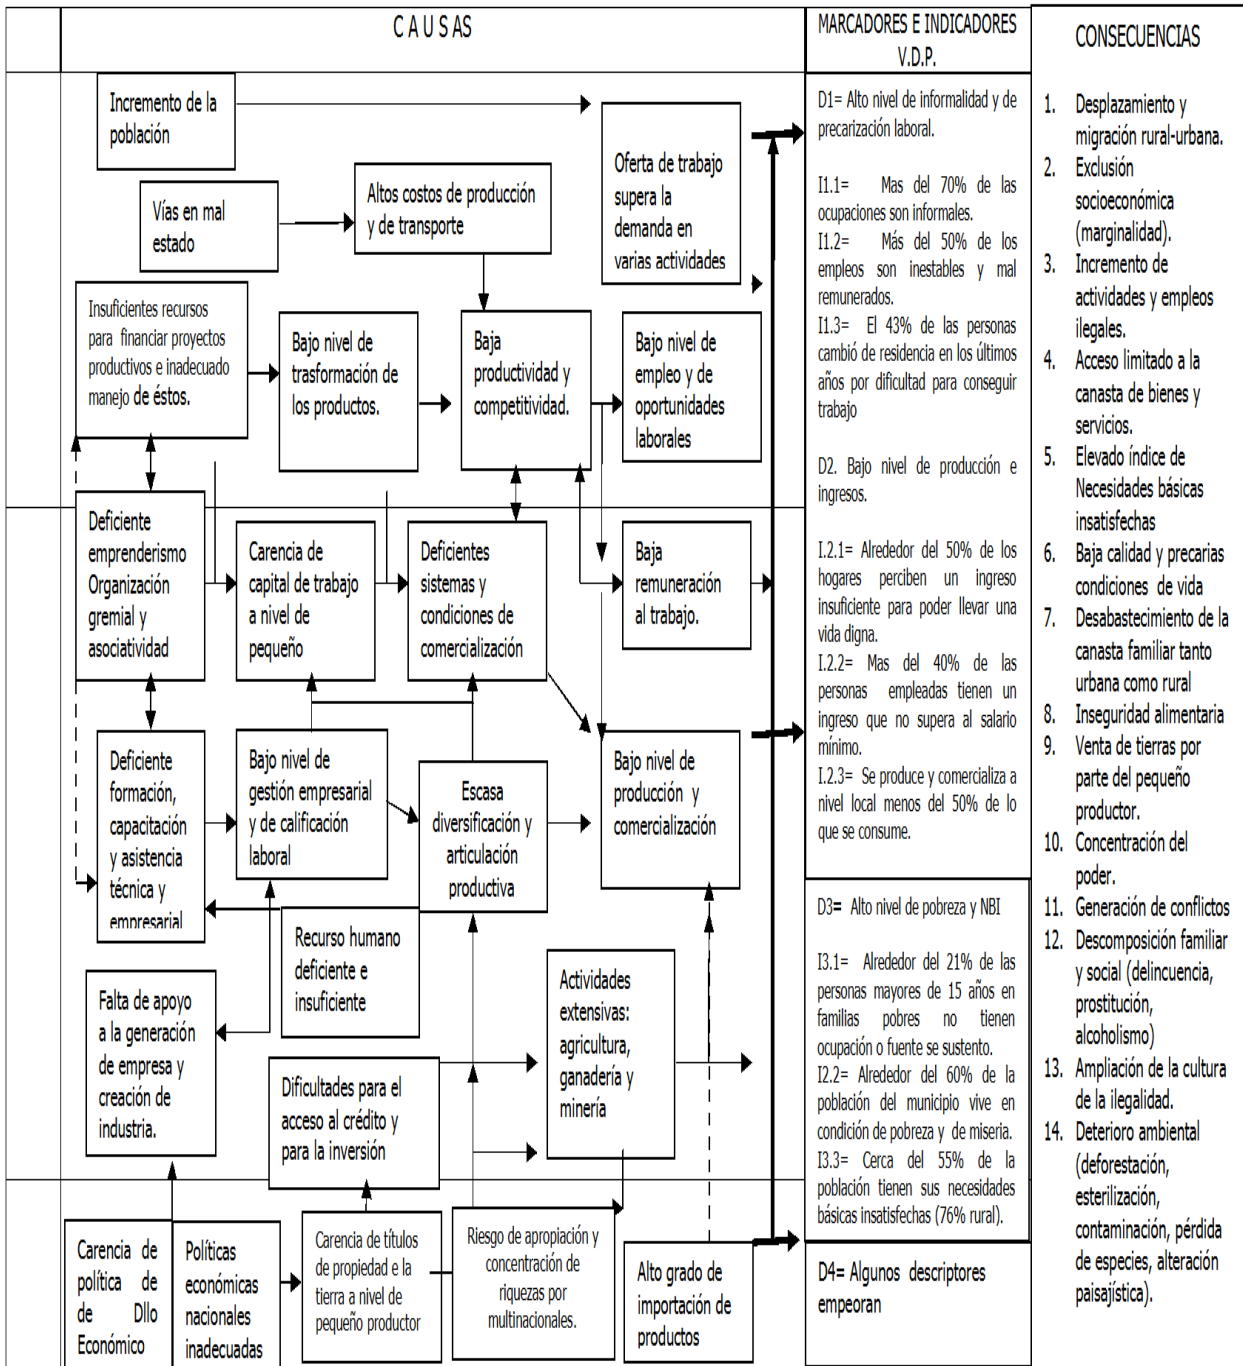 C A U S AS
MARCADORES E INDICADORES
V.D.P.
CONSECUENCIAS
Incremento de la
población
Oferta de trabajo
supera la
demanda en
varias actividades
Vías en mal
estado
Altos costos de producción
y de transporte
Insuficientes recursos
para financiar proyectos
productivos e inadecuado
manejo de éstos.
Bajo nivel de
trasformación de
los productos.
Baja
productividad y
competitividad.
Bajo nivel de
empleo y de
oportunidades
laborales
Deficiente
emprenderismo
Organización
gremial y
asociatividad
Carencia de
capital de trabajo
a nivel de
pequeño
Deficientes
sistemas y
condiciones de
comercialización
Baja
remuneración
al trabajo.
Deficiente
formación,
capacitación
y asistencia
técnica y
empresarial
Bajo nivel de
gestión empresarial
y de calificación
laboral
Escasa
diversificación y
articulación
productiva
Bajo nivel de
producción y
comercialización
Recurso humano
deficiente e
insuficiente
Falta de apoyo
a la generación
de empresa y
creación de
industria.
Actividades
extensivas:
agricultura,
ganadería y
minería
Dificultades para el
acceso al crédito y
para la inversión
Carencia de
política de
de Dllo
Económico
Políticas
económicas
nacionales
inadecuadas
Carencia de títulos
de propiedad e la
tierra a nivel de
pequeño productor
Riesgo de apropiación y
concentración de
riquezas por
multinacionales.
Alto grado de
importación de
productos
D1= Alto nivel de informalidad y de
precarización laboral.
I1.1= Mas del 70% de las
ocupaciones son informales.
I1.2= Más del 50% de los
empleos son inestables y mal
remunerados.
I1.3= El 43% de las personas
cambió de residencia en los últimos
años por dificultad para conseguir
trabajo
D2. Bajo nivel de producción e
ingresos.
I.2.1= Alrededor del 50% de los
hogares perciben un ingreso
insuficiente para poder llevar una
vida digna.
I.2.2= Mas del 40% de las
personas empleadas tienen un
ingreso que no supera al salario
mínimo.
I.2.3= Se produce y comercializa a
nivel local menos del 50% de lo
que se consume.
D3= Alto nivel de pobreza y NBI
I3.1= Alrededor del 21% de las
personas mayores de 15 años en
familias pobres no tienen
ocupación o fuente se sustento.
I2.2= Alrededor del 60% de la
población del municipio vive en
condición de pobreza y de miseria.
I3.3= Cerca del 55% de la
población tienen sus necesidades
básicas insatisfechas (76% rural).
D4= Algunos descriptores
empeoran
1. Desplazamiento y
migración rural-urbana.
2. Exclusión
socioeconómica
(marginalidad).
3. Incremento de
actividades y empleos
ilegales.
4. Acceso limitado a la
canasta de bienes y
servicios.
5. Elevado índice de
Necesidades básicas
insatisfechas
6. Baja calidad y precarias
condiciones de vida
7. Desabastecimiento de la
canasta familiar tanto
urbana como rural
8. Inseguridad alimentaria
9. Venta de tierras por
parte del pequeño
productor.
10. Concentración del
poder.
11. Generación de conflictos
12. Descomposición familiar
y social (delincuencia,
prostitución,
alcoholismo)
13. Ampliación de la cultura
de la ilegalidad.
14. Deterioro ambiental
(deforestación,
esterilización,
contaminación, pérdida
de especies, alteración
paisajística).